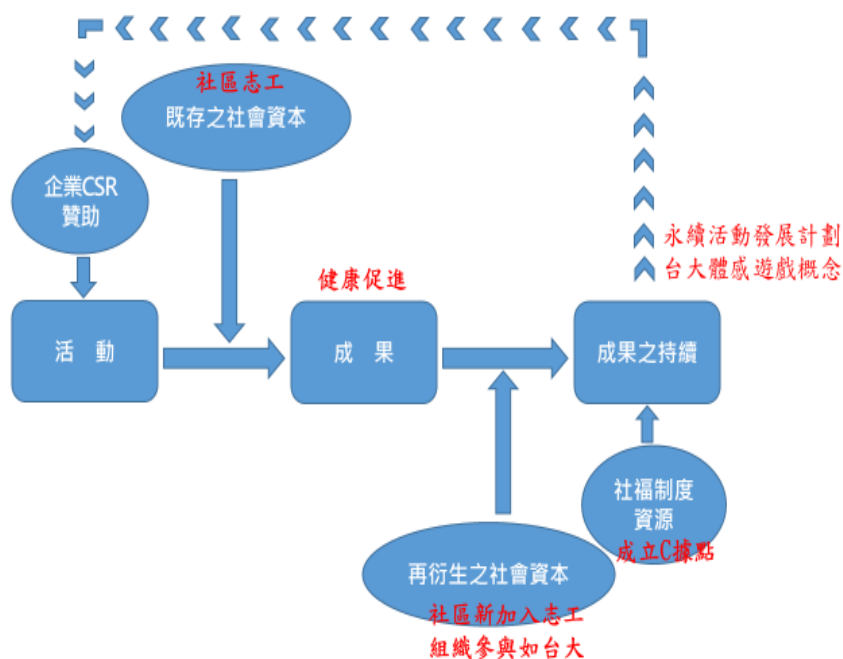 社區志工
既存之社會資本
企業CSR
贊助
永續活動發展計劃
台大體感遊戲概念
健康促進
活 動
成 果
成果之持續
社福制度
資源
成立C據點
再衍生之社會資本
社區新加入志工
組織參與如台大